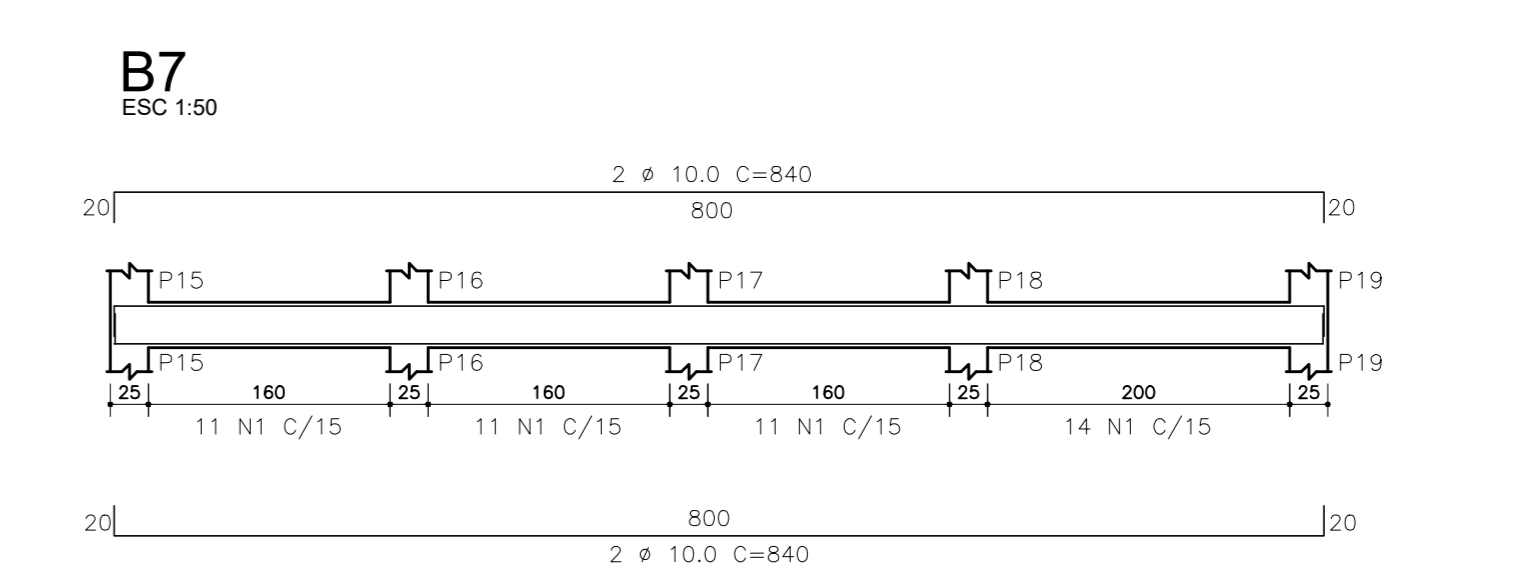 B7
ESC 1:50
2 ø 10.0 C=840
20 800 20
P15 P16 P17 P18 P19
P15 P16 P17 P18 P19
25 160 25 160 25 160 25 200 25
11 N1 C/15 11 N1 C/15 11 N1 C/15 14 N1 C/15
20 800 20
2 ø 10.0 C=840